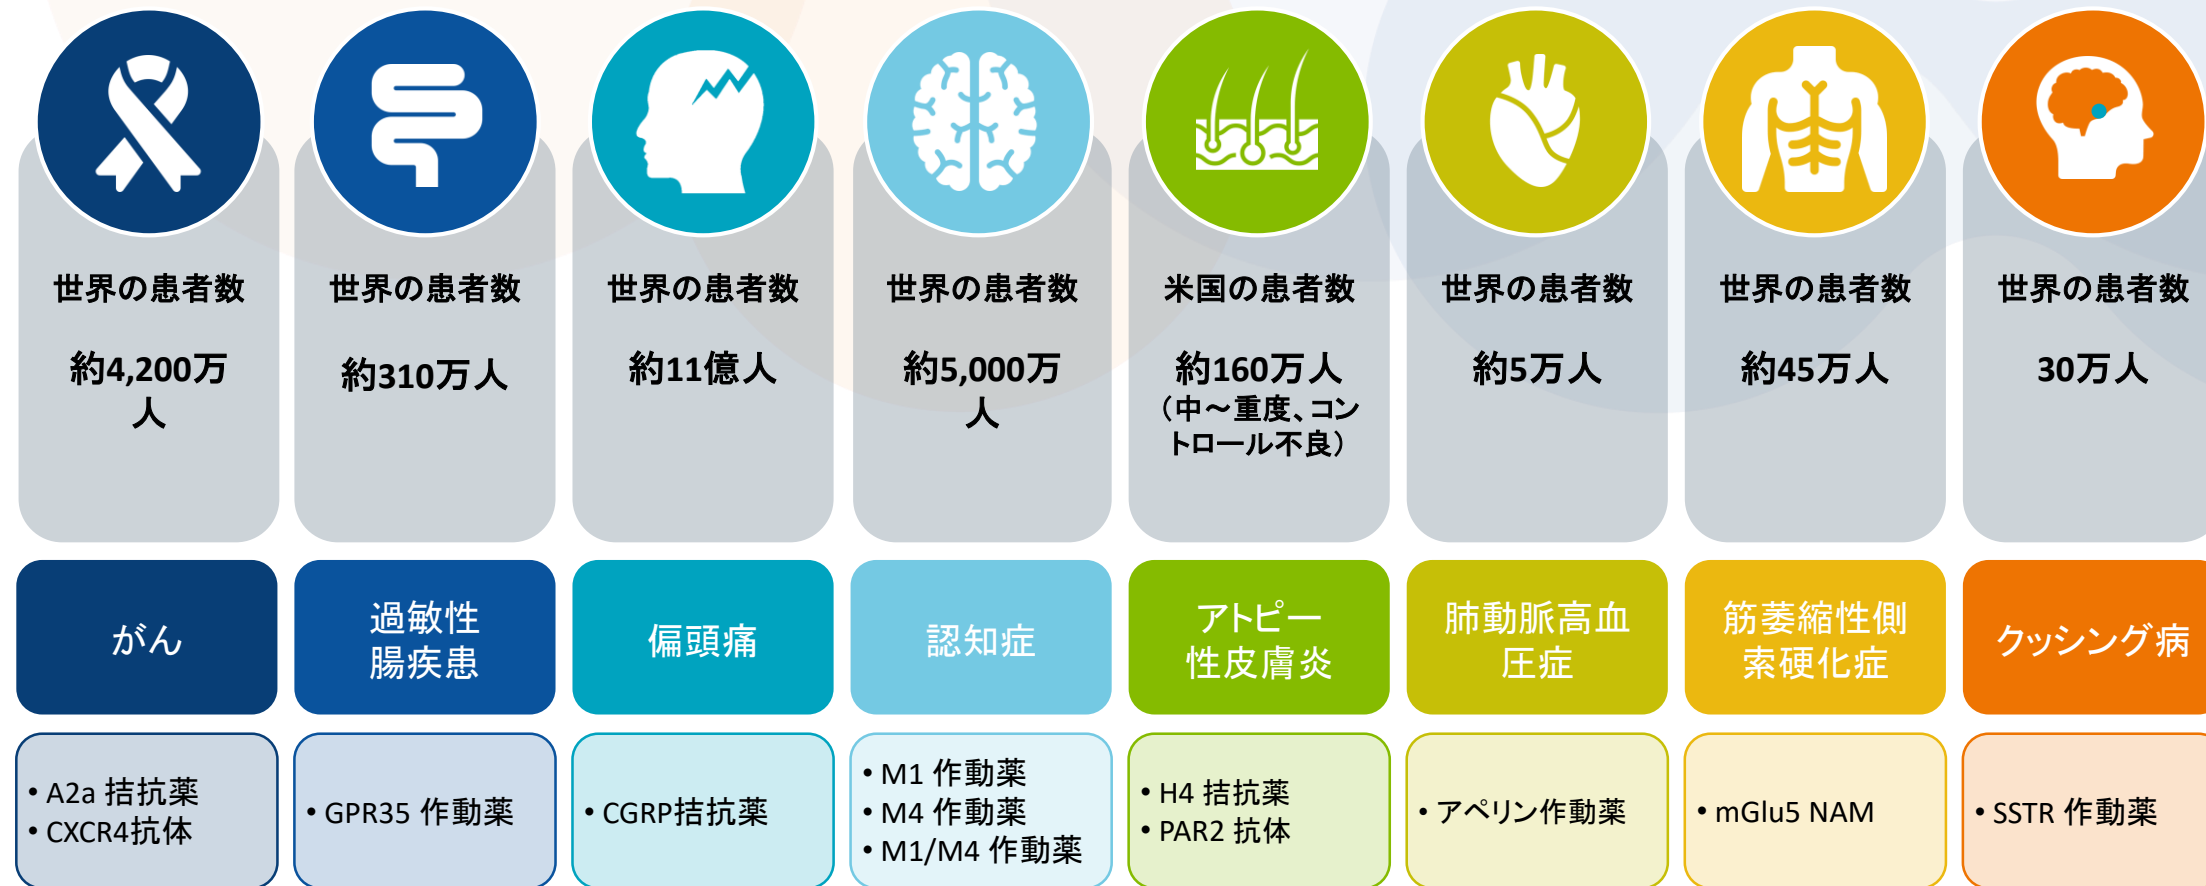 世界の患者数
約4,200万
人
世界の患者数
約310万人
世界の患者数
約11億人
世界の患者数
約5,000万
人
米国の患者数
約160万人
（中～重度、コン
トロール不良）
世界の患者数
約5万人
世界の患者数
約45万人
世界の患者数
30万人
がん
過敏性
腸疾患
偏頭痛
認知症
アトピー
性皮膚炎
肺動脈高血
圧症
筋萎縮性側
索硬化症
クッシング病
• A2a 拮抗薬
• CXCR4抗体
• GPR35 作動薬
• CGRP拮抗薬
• M1 作動薬
• M4 作動薬
• M1/M4 作動薬
• H4 拮抗薬
• PAR2 抗体
• アペリン作動薬
• mGlu5 NAM
• SSTR 作動薬